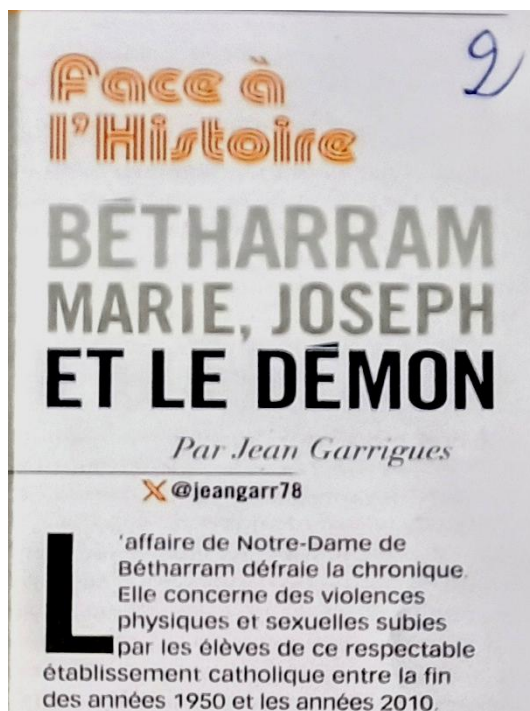 2
Face à
l'Histoire
BÉTHARRAM
MARIE, JOSEPH
ET LE DÉMON
Par Jean Garrigues
X @jeangarr78
L'affaire de Notre-Dame de
Bétharram défraie la chronique.
Elle concerne des violences
physiques et sexuelles subies
par les élèves de ce respectable
établissement catholique entre la fin
des années 1950 et les années 2010,